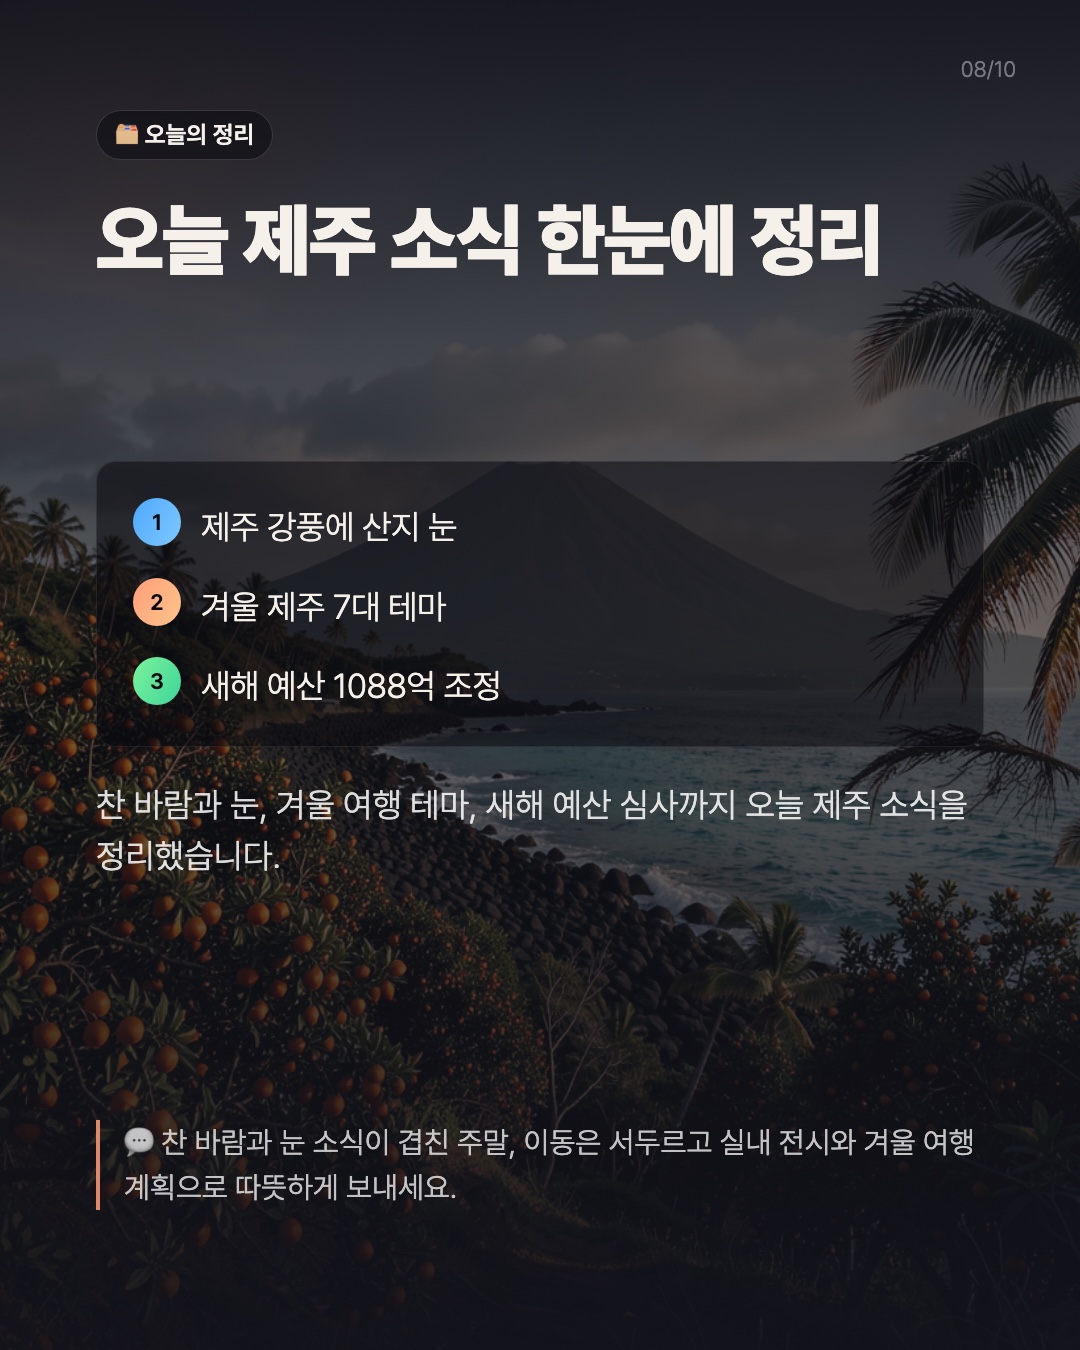 08/10
🗂️ 오늘의 정리
오늘 제주 소식 한눈에 정리
1 제주 강풍에 산지 눈
2 겨울 제주 7대 테마
3 새해 예산 1088억 조정
찬 바람과 눈, 겨울 여행 테마, 새해 예산 심사까지 오늘 제주 소식을
정리했습니다.
💬 찬 바람과 눈 소식이 겹친 주말, 이동은 서두르고 실내 전시와 겨울 여행
계획으로 따뜻하게 보내세요.